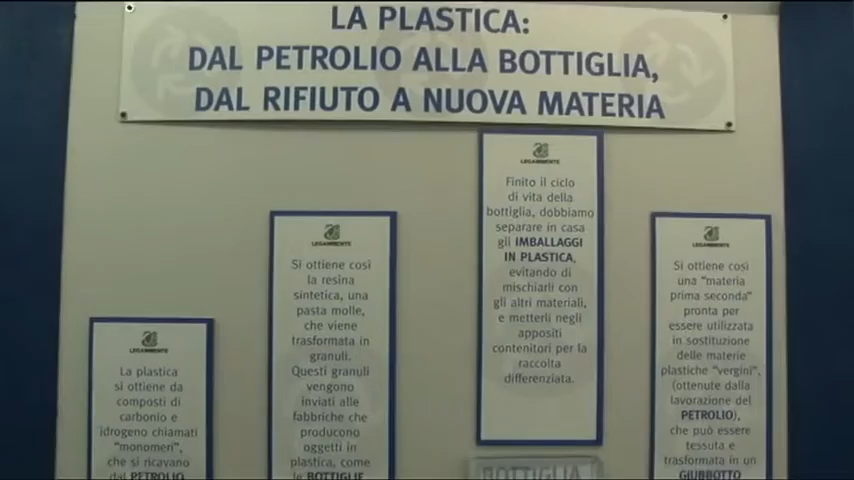 LA PLASTICA:
DAL PETROLIO ALLA BOTTIGLIA,
DAL RIFIUTO A NUOVA MATERIA
LEGAMBIENTE
La plastica
si ottiene da
composti di
carbonio e
idrogeno chiamati
"monomeri",
che si ricavano
dal PETROLIO
LEGAMBIENTE
Si ottiene così
la resina
sintetica, una
pasta molle,
che viene
trasformata in
granuli.
Questi granuli
vengono
inviati alle
fabbriche che
producono
oggetti in
plastica, come
le BOTTIGLIE
LEGAMBIENTE
Finito il ciclo
di vita della
bottiglia, dobbiamo
separare in casa
gli IMBALLAGGI
IN PLASTICA,
evitando di
mischiarli con
gli altri materiali,
e metterli negli
appositi
contenitori per la
raccolta
differenziata.
BOTTIGLIA
LEGAMBIENTE
Si ottiene così
una "materia
prima seconda"
pronta per
essere utilizzata
in sostituzione
delle materie
plastiche "vergini",
(ottenute dalla
lavorazione del
PETROLIO),
che può essere
tessuta e
trasformata in un
GIUBBOTTO